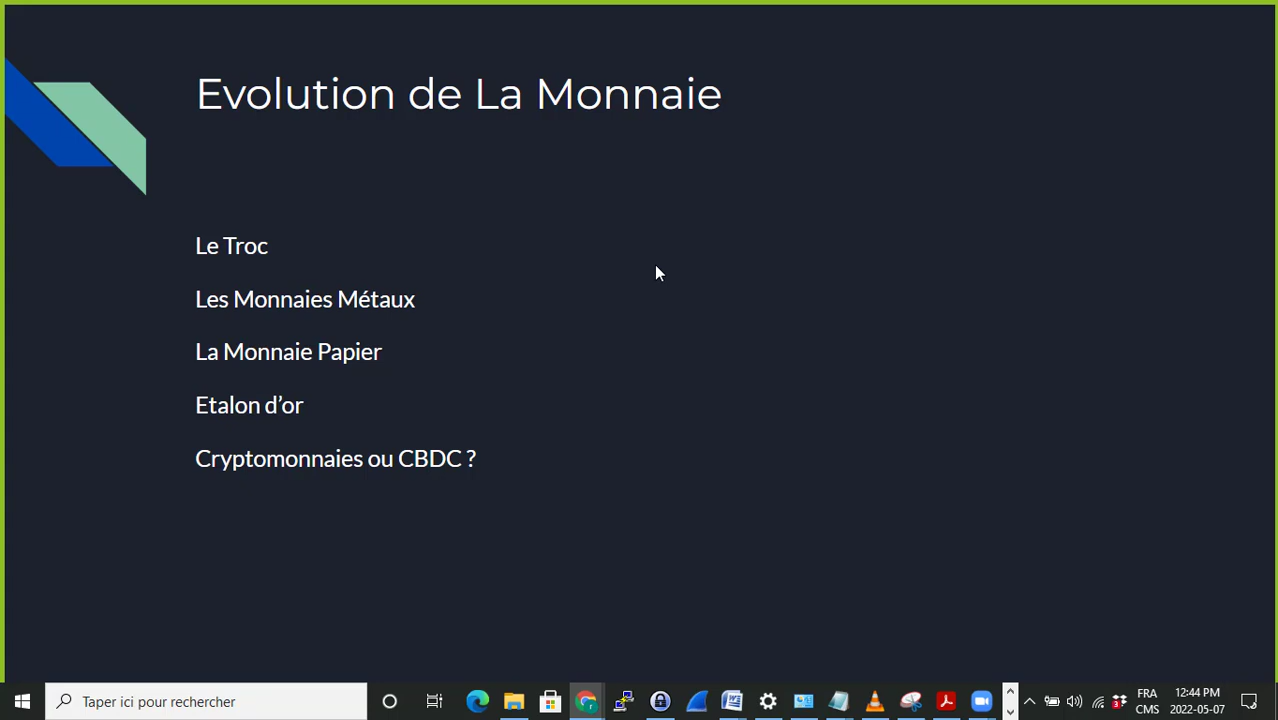 Evolution de La Monnaie
Le Troc
Les Monnaies Métaux
La Monnaie Papier
Etalon d’or
Cryptomonnaies ou CBDC ?
Taper ici pour rechercher
FRA
CMS
12:44 PM
2022-05-07